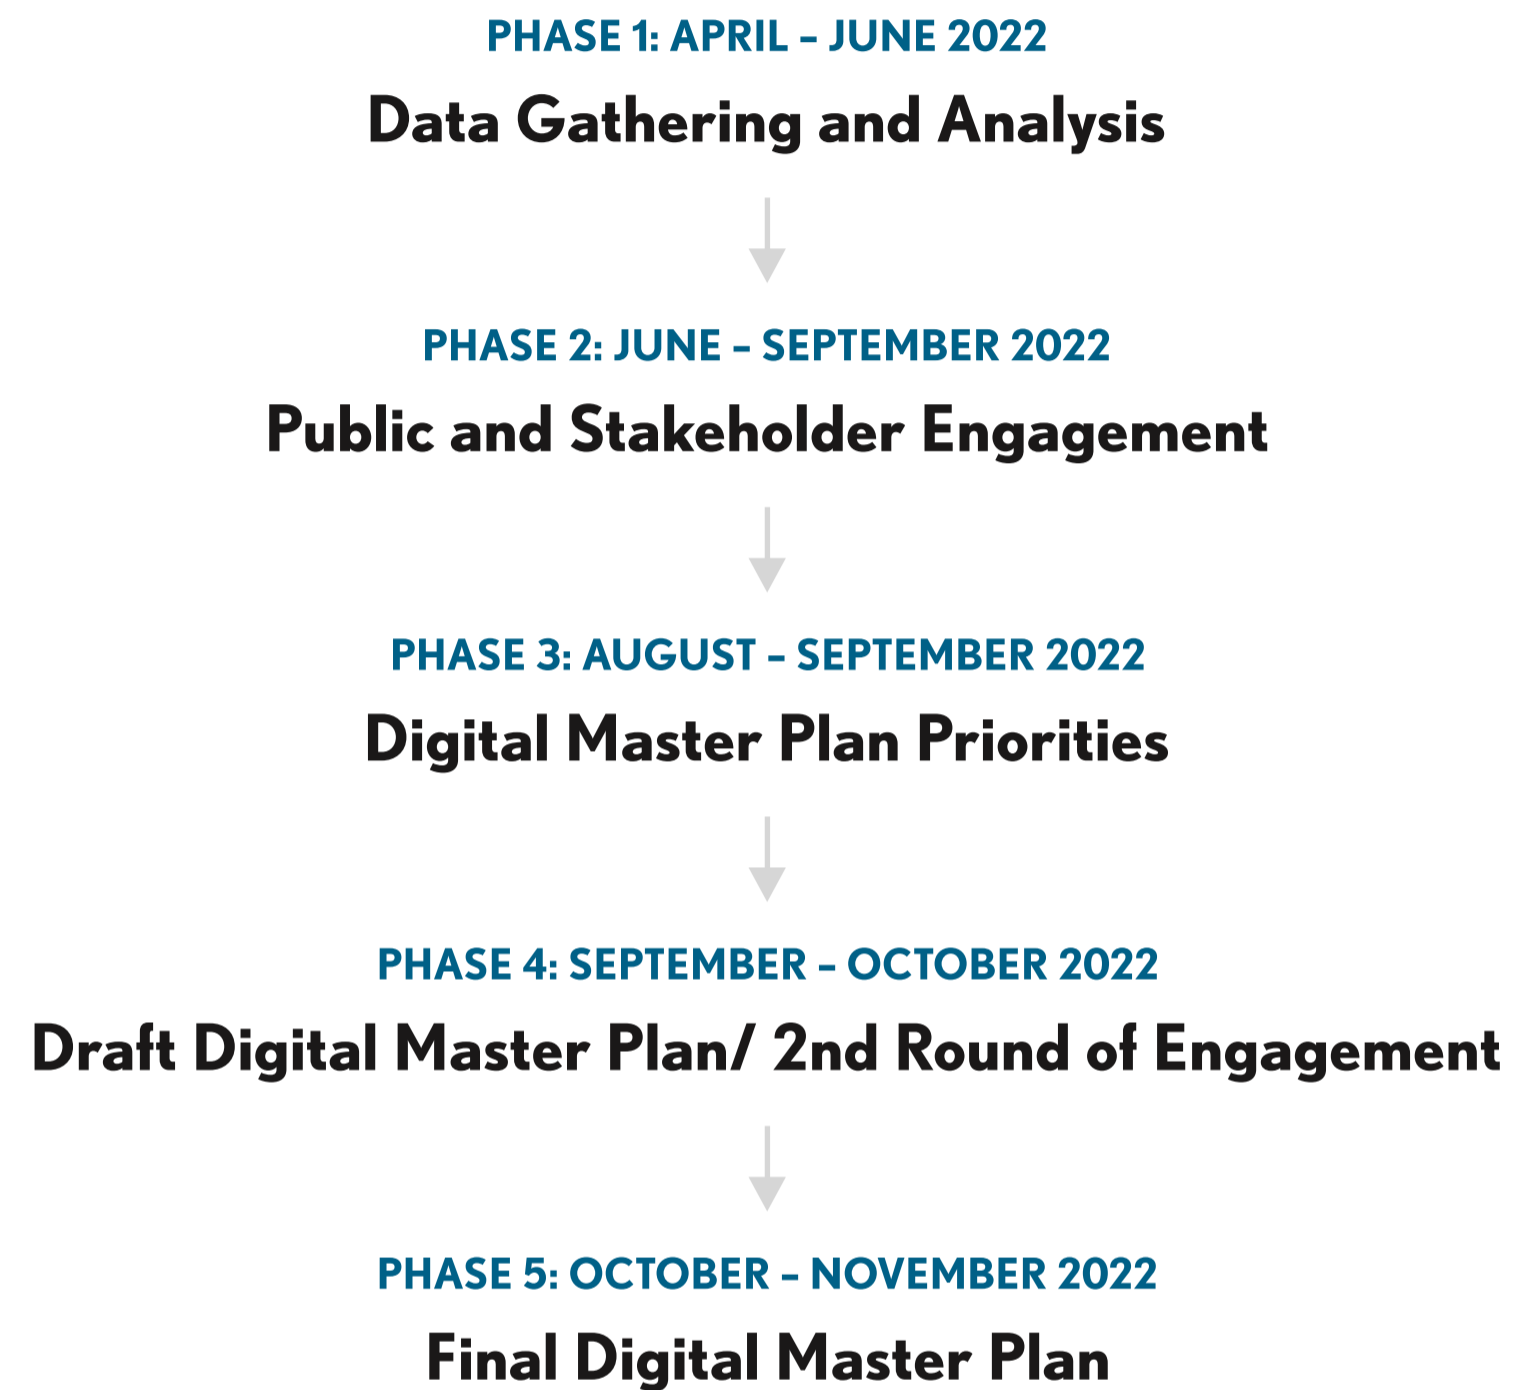 PHASE 1: APRIL – JUNE 2022
Data Gathering and Analysis
PHASE 2: JUNE – SEPTEMBER 2022
Public and Stakeholder Engagement
PHASE 3: AUGUST – SEPTEMBER 2022
Digital Master Plan Priorities
PHASE 4: SEPTEMBER – OCTOBER 2022
Draft Digital Master Plan/ 2nd Round of Engagement
PHASE 5: OCTOBER – NOVEMBER 2022
Final Digital Master Plan